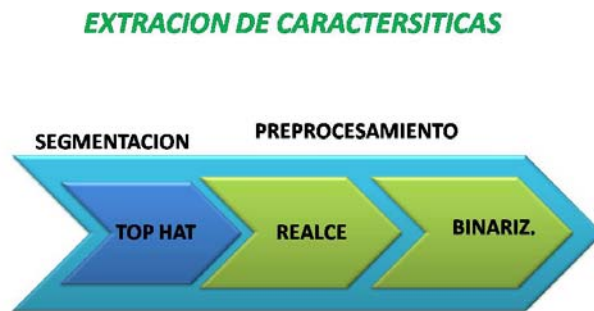 EXTRACION DE CARACTERSITICAS
SEGMENTACION
PREPROCESAMIENTO
TOP HAT
REALCE
BINARIZ.